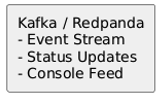 Kafka / Redpanda
- Event Stream
- Status Updates
- Console Feed